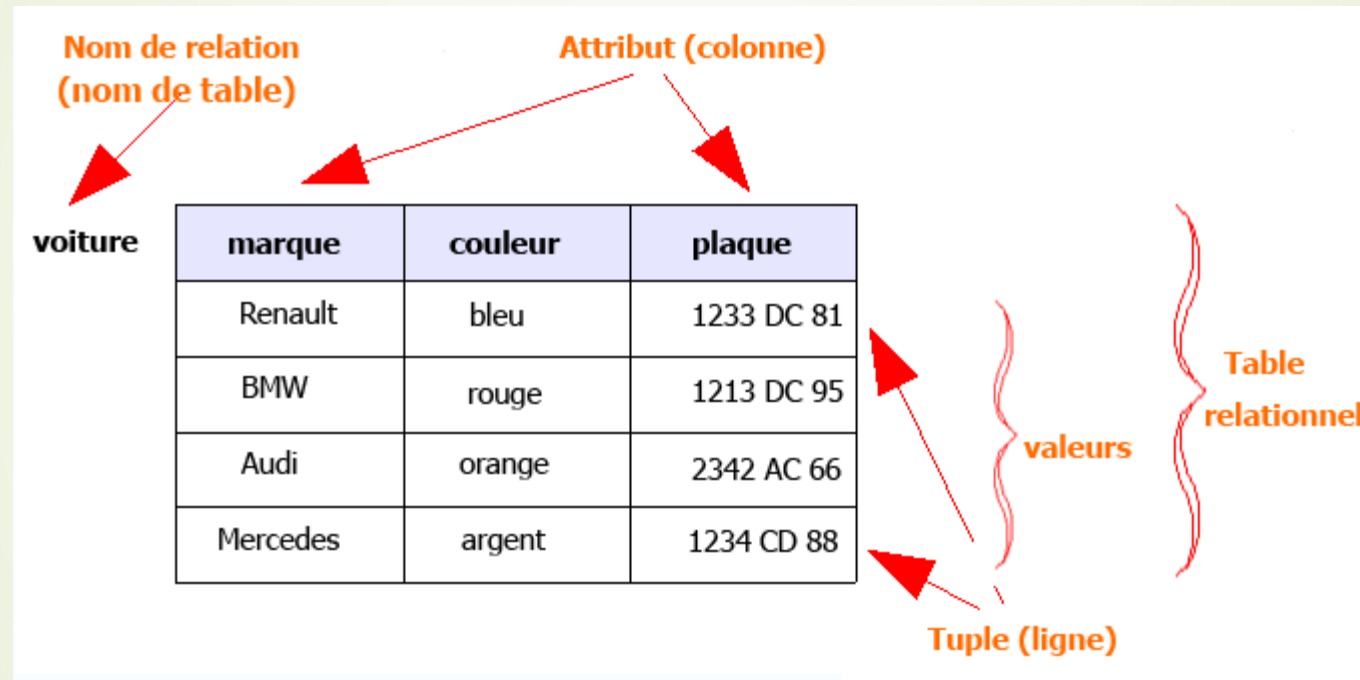 Nom de relation
(nom de table)
Attribut (colonne)
voiture
marque couleur plaque
Renault bleu 1233 DC 81
BMW rouge 1213 DC 95
Audi orange 2342 AC 66
Mercedes argent 1234 CD 88
valeurs
Table
relationnel
Tuple (ligne)